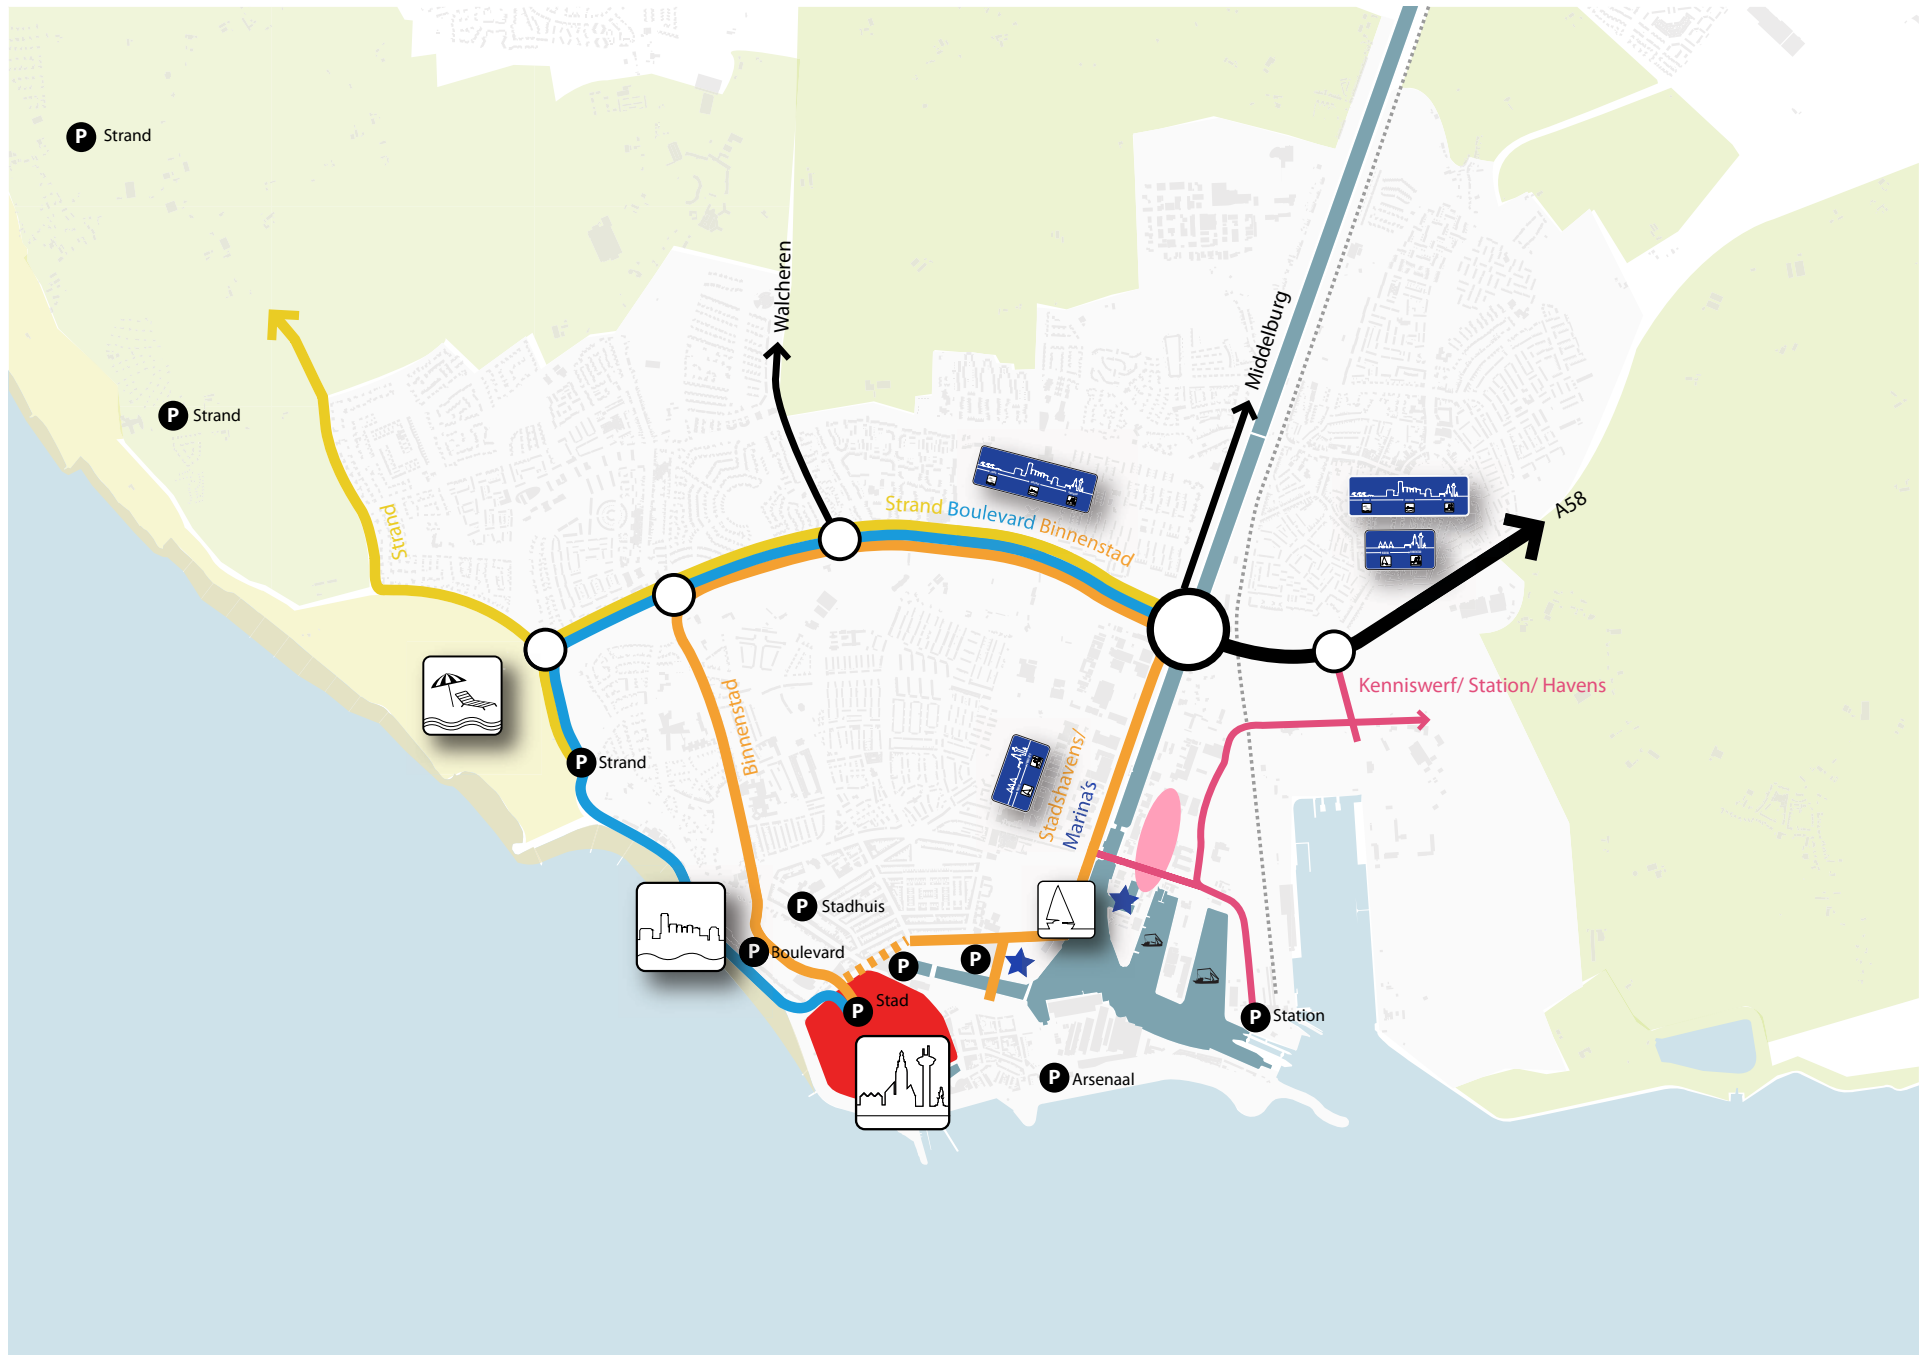 P Strand
Walcheren
Middelburg
P Strand
Strand
Strand Boulevard Binnenstad
A58
Kenniswerf/ Station/ Havens
Binnenstad
Stadshavens/
Marina's
P Strand
P Stadhuis
P Boulevard
P
P
Stad
P
P Station
P Arsenaal